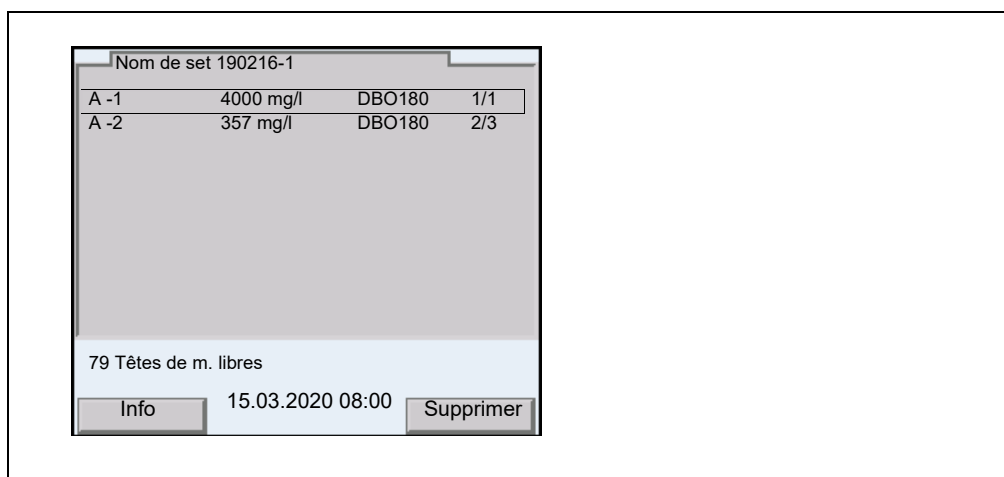 Nom de set 190216-1
A -1 4000 mg/l DBO180 1/1
A -2 357 mg/l DBO180 2/3
79 Têtes de m. libres
Info 15.03.2020 08:00 Supprimer